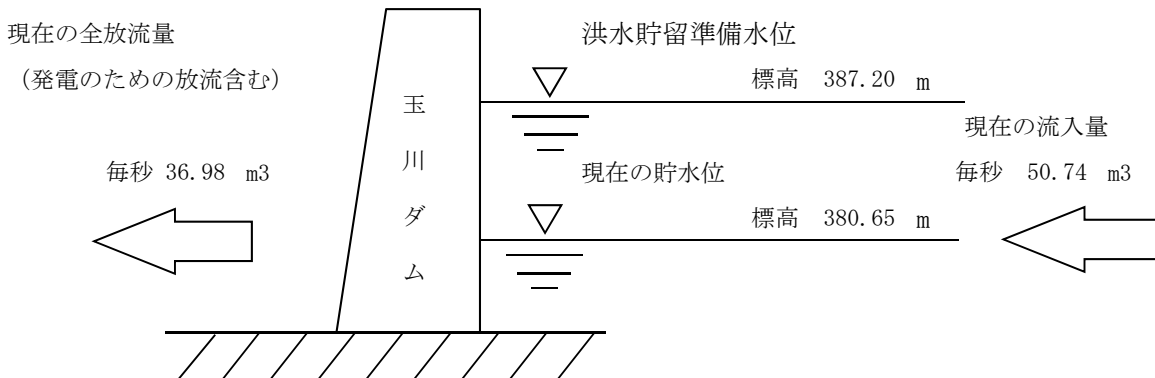 現在の全放流量
（発電のための放流含む）
毎秒 36.98 m3
玉川ダム
洪水貯留準備水位
標高 387.20 m
現在の貯水位
標高 380.65 m
現在の流入量
毎秒 50.74 m3